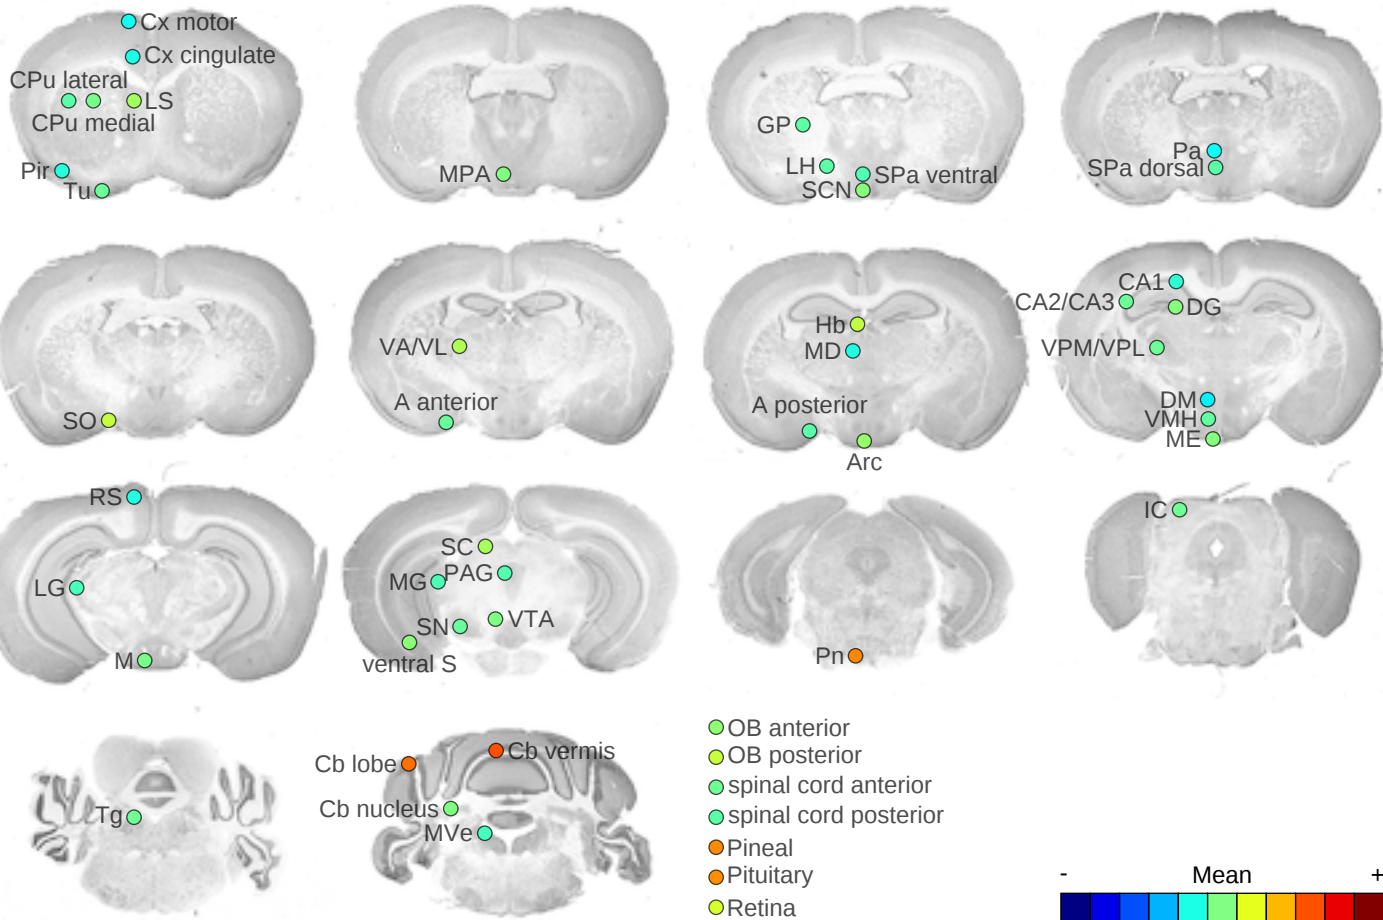 Cx motor
Cx cingulate
CPu lateral
LS
CPu medial
Pir
Tu
MPA
GP
LH
SPa ventral
SCN
Pa
SPa dorsal
SO
VA/VL
A anterior
Hb
MD
A posterior
Arc
CA1
CA2/CA3
DG
VPM/VPL
DM
VMH
ME
RS
LG
M
SC
MG
PAG
SN
VTA
ventral S
Pn
IC
Tg
Cb lobe
Cb vermis
Cb nucleus
MVe
OB anterior
OB posterior
spinal cord anterior
spinal cord posterior
Pineal
Pituitary
Retina
- Mean +